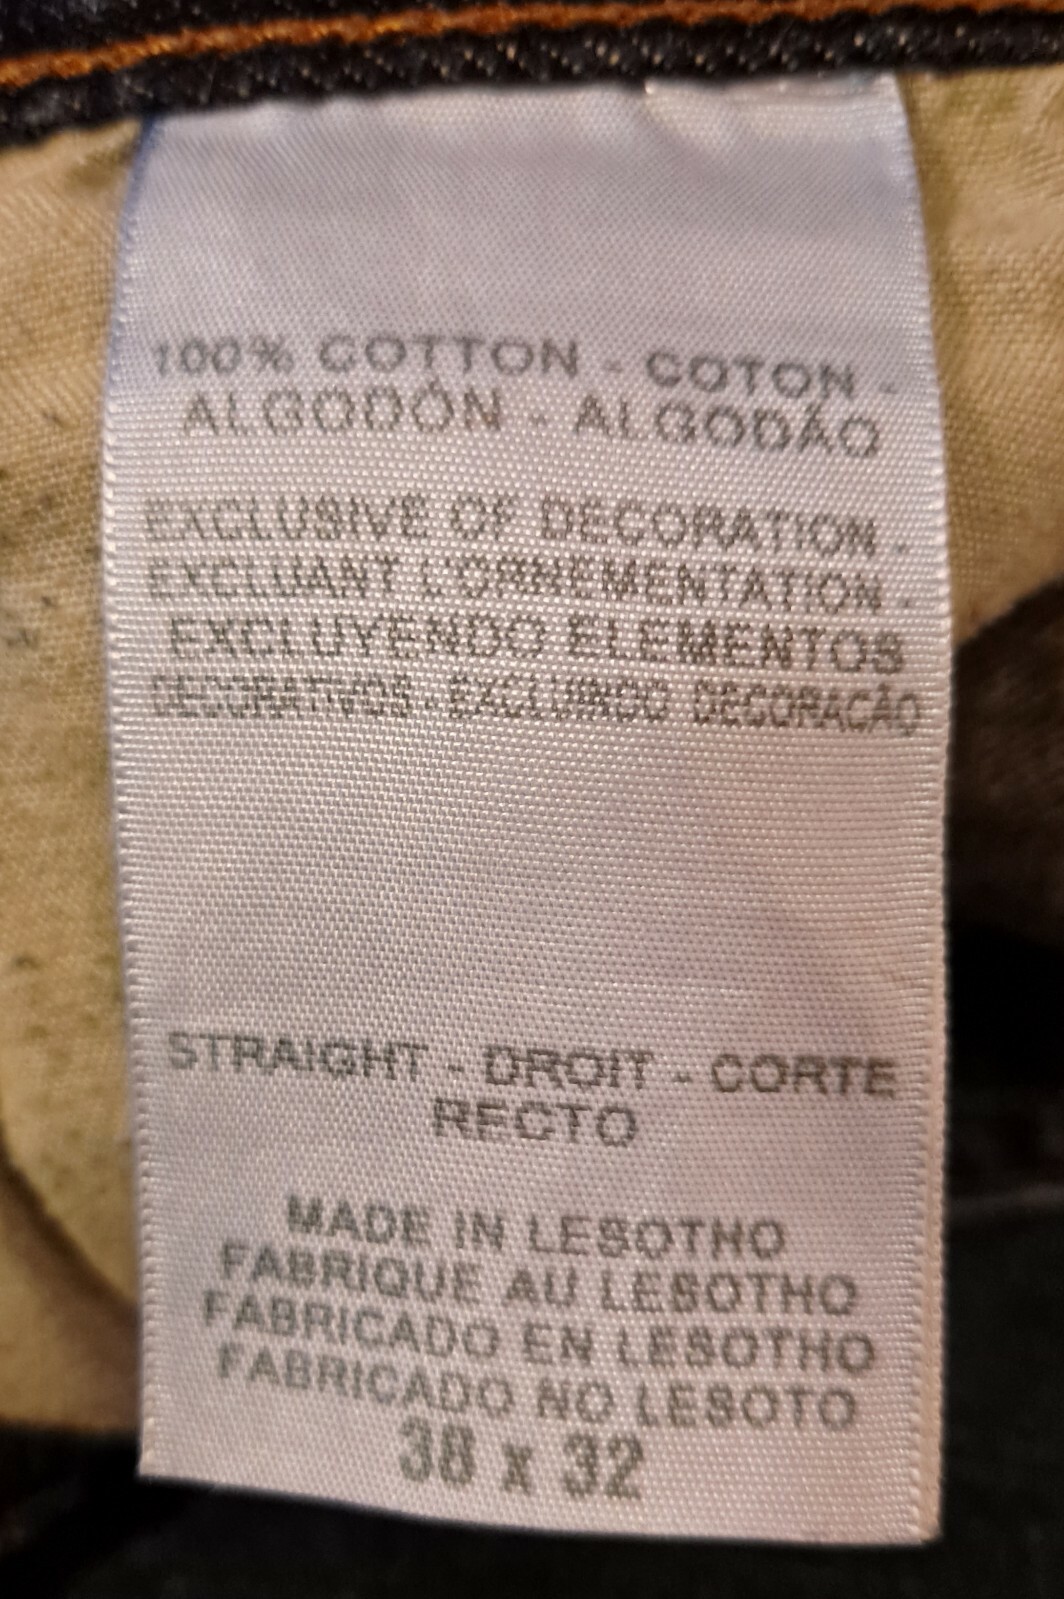 100% COTTON - COTON -
ALGODÓN - ALGODÃO
EXCLUSIVE OF DECORATION -
EXCLUANT L'ORNEMENTATION -
EXCLUYENDO ELEMENTOS
DECORATIVOS - EXCLUINDO DECORAÇÃO
STRAIGHT - DROIT - CORTE
RECTO
MADE IN LESOTHO
FABRIQUE AU LESOTHO
FABRICADO EN LESOTHO
FABRICADO NO LESOTO
38 x 32